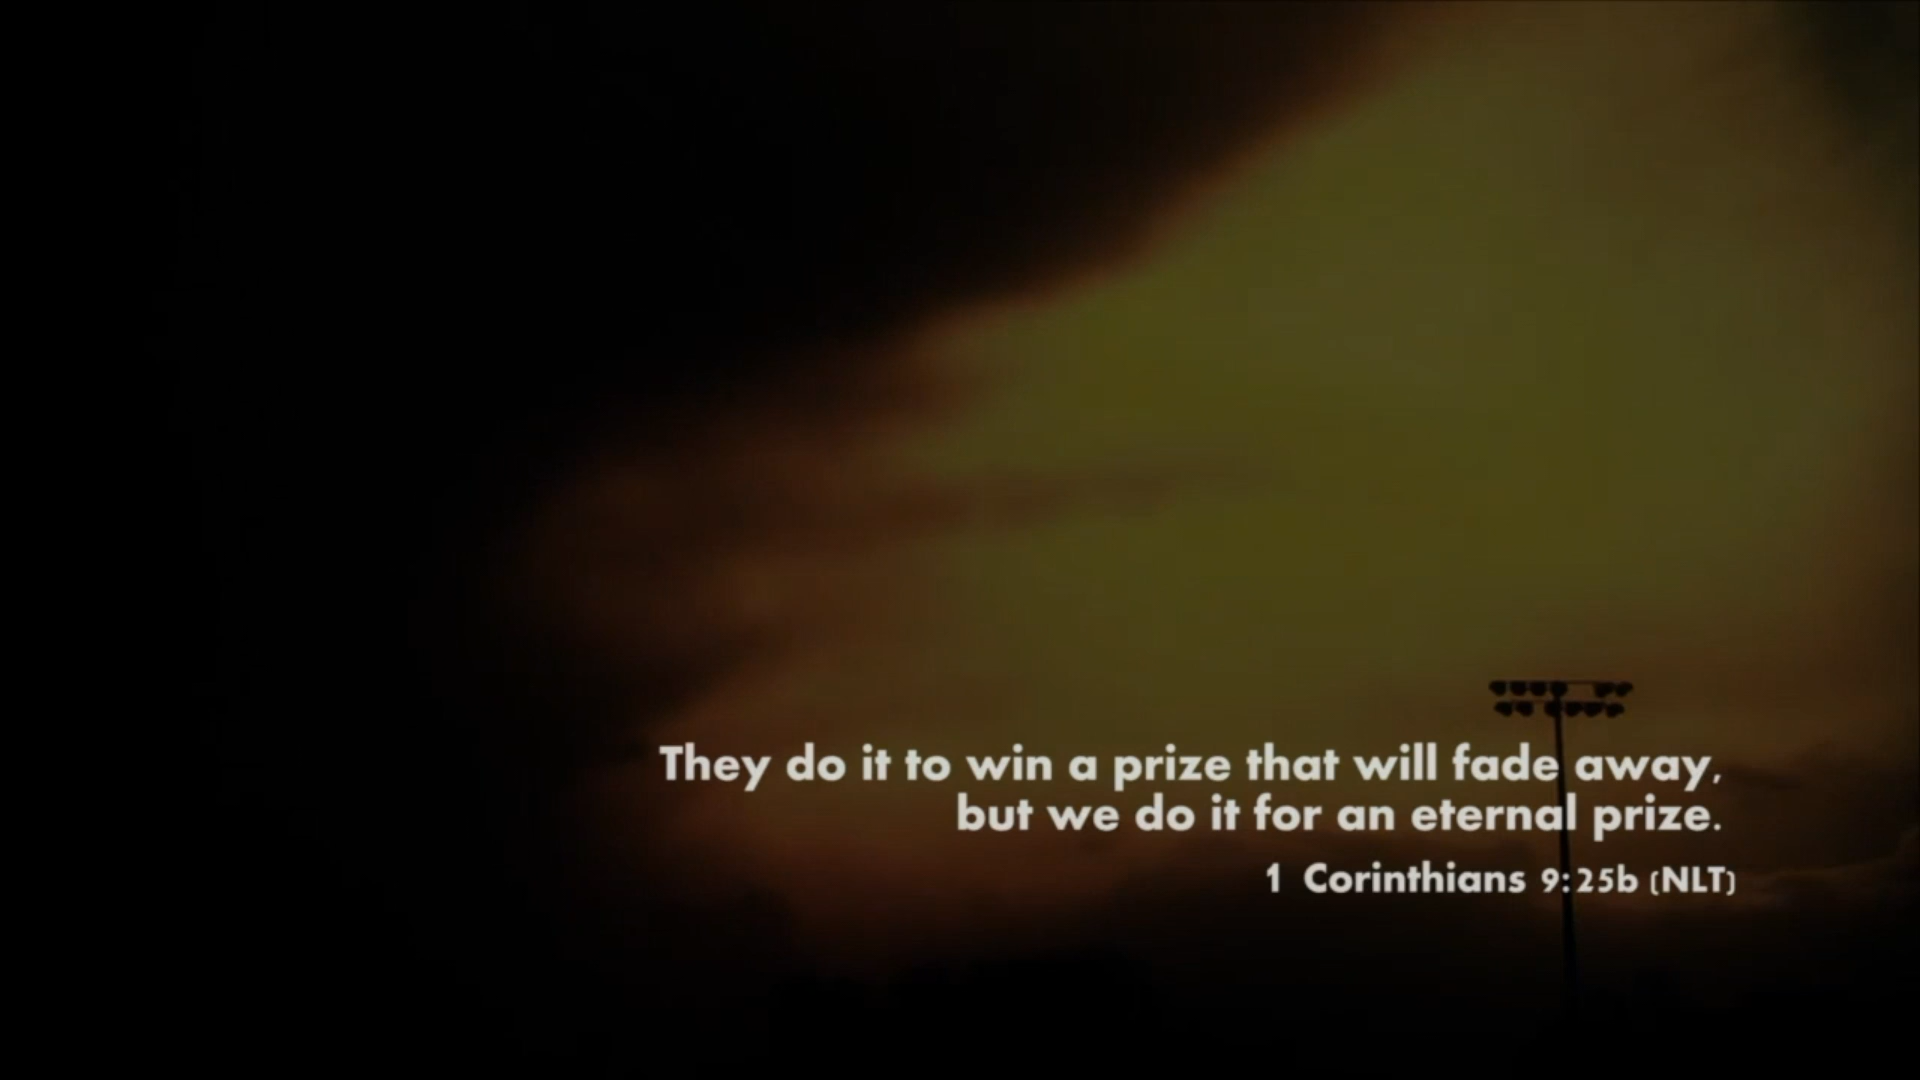 They do it to win a prize that will fade away,
but we do it for an eternal prize.
1 Corinthians 9:25b (NLT)